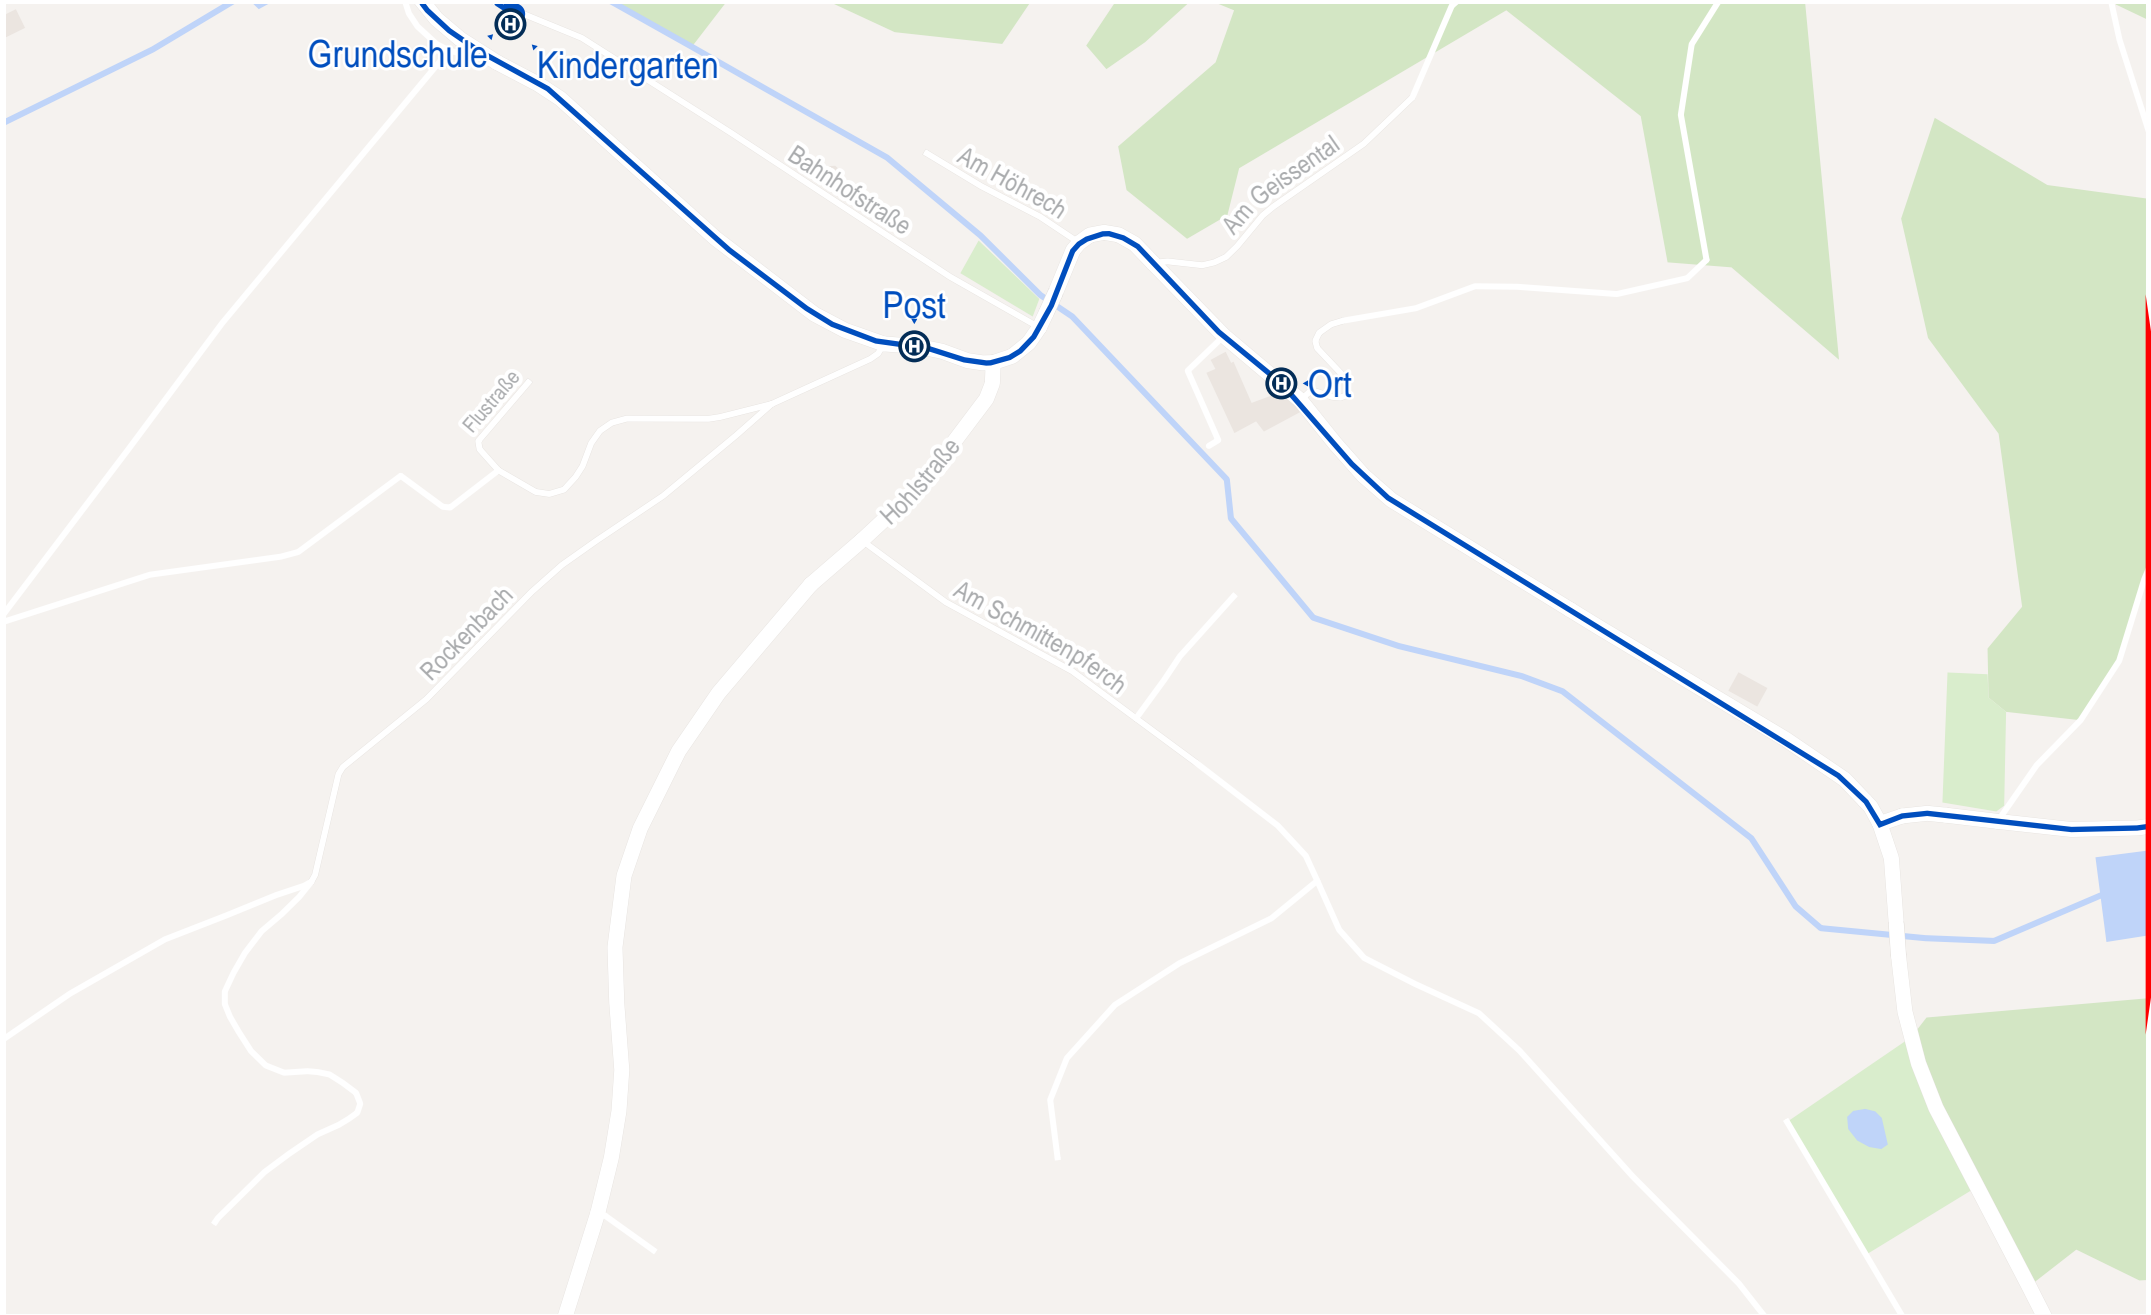 H
Grundschule
Kindergarten
Bahnhofstraße
Am Höhrech
Am Geissental
Post
H
H
Ort
Flustraße
Hohlstraße
Rockenbach
Am Schmittenpferch